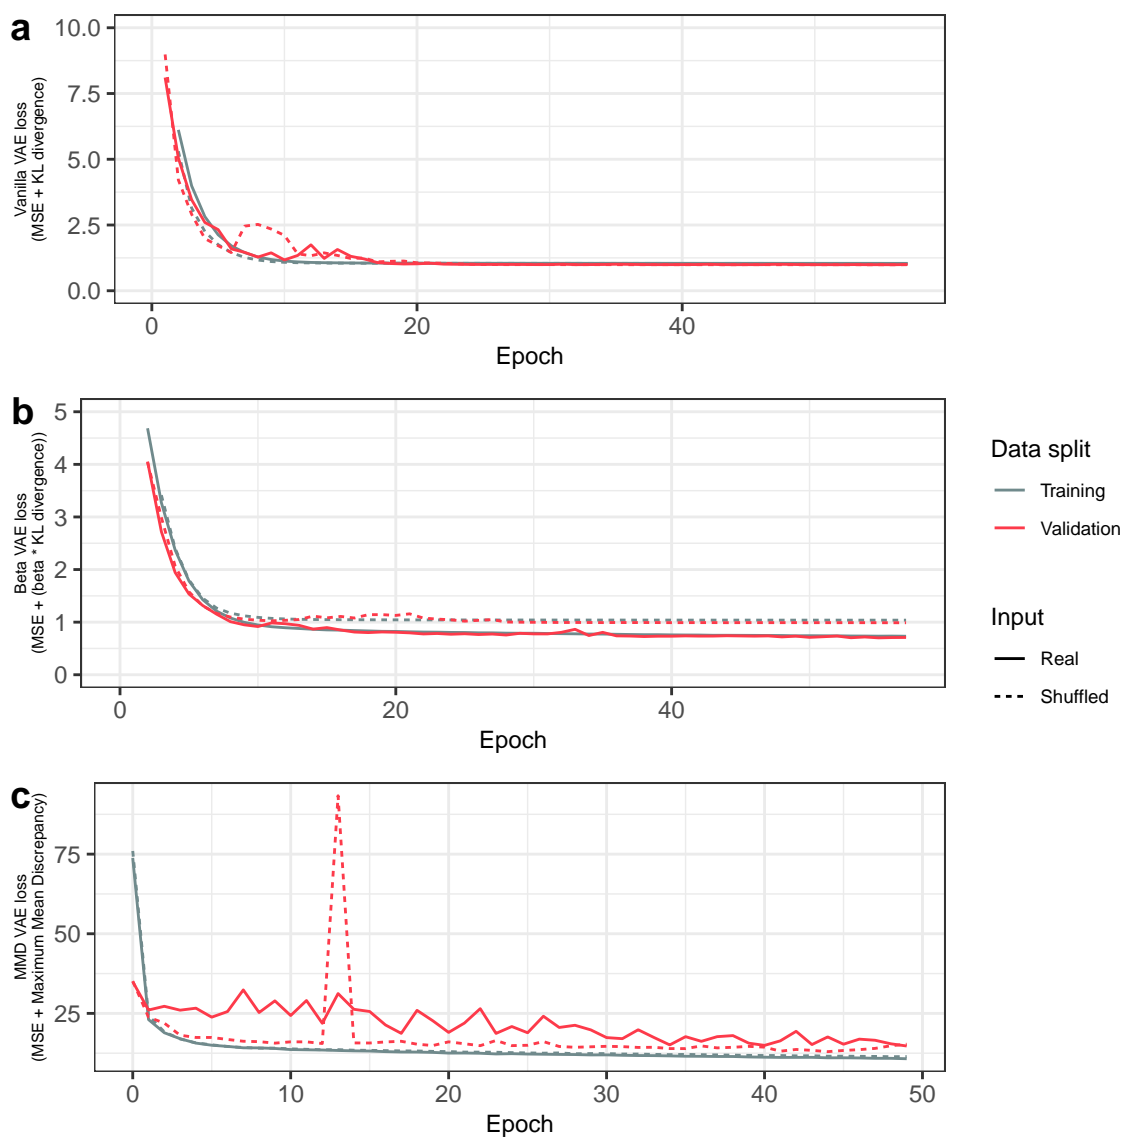 a
Vanilla VAE loss
(MSE + KL divergence)
10.0
7.5
5.0
2.5
0.0
0
20
40
Epoch
b
Beta VAE loss
(MSE + (beta * KL divergence))
5
4
3
2
1
0
0
20
40
Epoch
Data split
Training
Validation
Input
Real
Shuffled
c
MMD VAE loss
(MSE + Maximum Mean Discrepancy)
75
50
25
0
10
20
30
40
50
Epoch